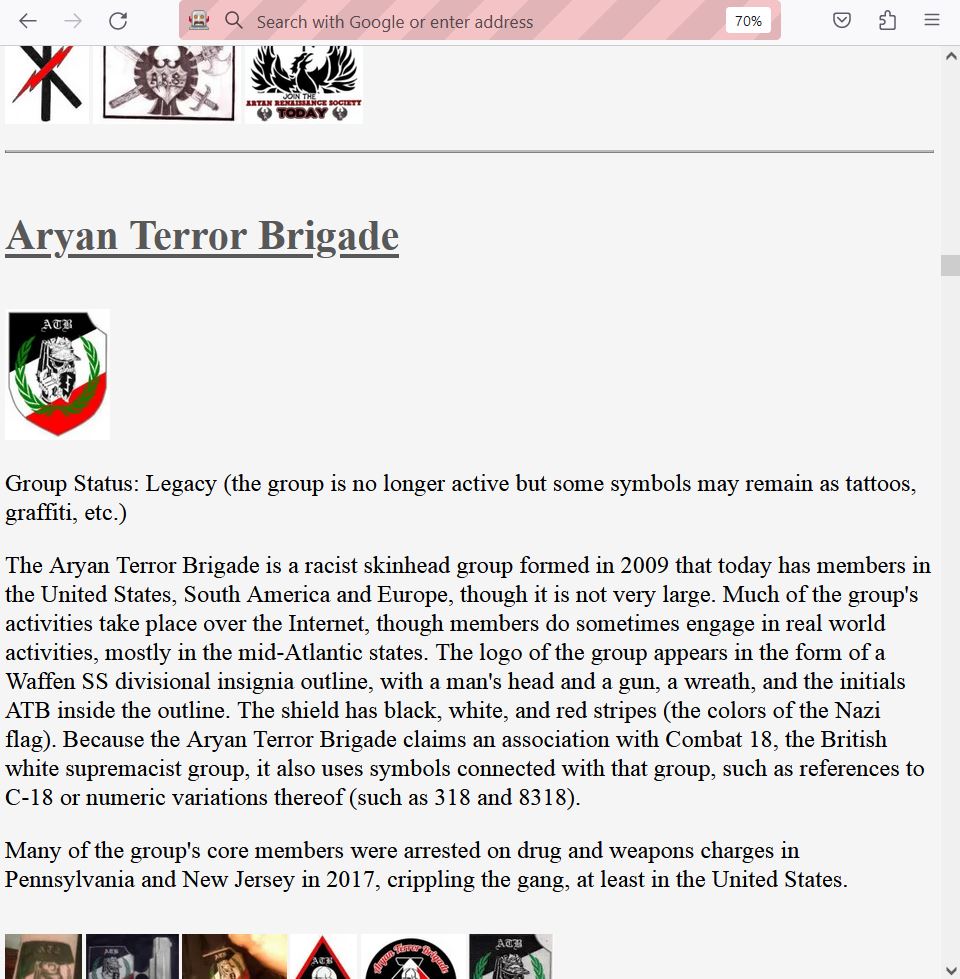 Search with Google or enter address
70%
A.R.S.
JOIN THE
ARYAN RENAISSANCE SOCIETY
TODAY
Aryan Terror Brigade
ATB
Group Status: Legacy (the group is no longer active but some symbols may remain as tattoos,
graffiti, etc.)
The Aryan Terror Brigade is a racist skinhead group formed in 2009 that today has members in
the United States, South America and Europe, though it is not very large. Much of the group's
activities take place over the Internet, though members do sometimes engage in real world
activities, mostly in the mid-Atlantic states. The logo of the group appears in the form of a
Waffen SS divisional insignia outline, with a man's head and a gun, a wreath, and the initials
ATB inside the outline. The shield has black, white, and red stripes (the colors of the Nazi
flag). Because the Aryan Terror Brigade claims an association with Combat 18, the British
white supremacist group, it also uses symbols connected with that group, such as references to
C-18 or numeric variations thereof (such as 318 and 8318).
Many of the group's core members were arrested on drug and weapons charges in
Pennsylvania and New Jersey in 2017, crippling the gang, at least in the United States.
ATB
ATB
ATB
ATB
Aryan Terror Brigade
ATB